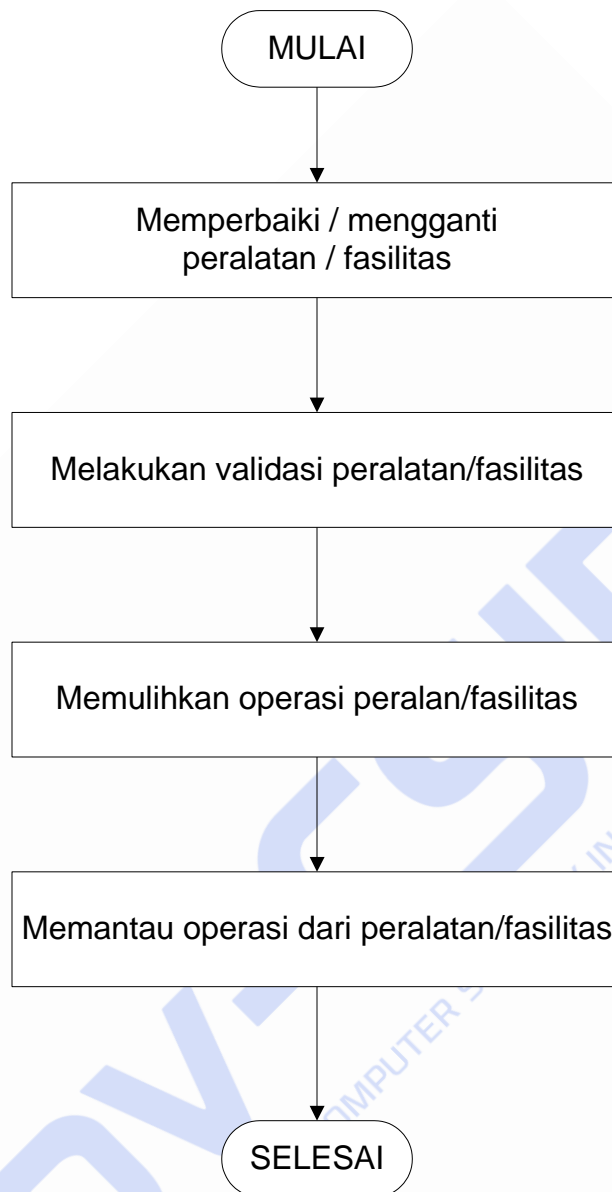 MULAI
Memperbaiki / mengganti
peralatan / fasilitas
Melakukan validasi peralatan/fasilitas
Memulihkan operasi peralan/fasilitas
Memantau operasi dari peralatan/fasilitas
SELESAI